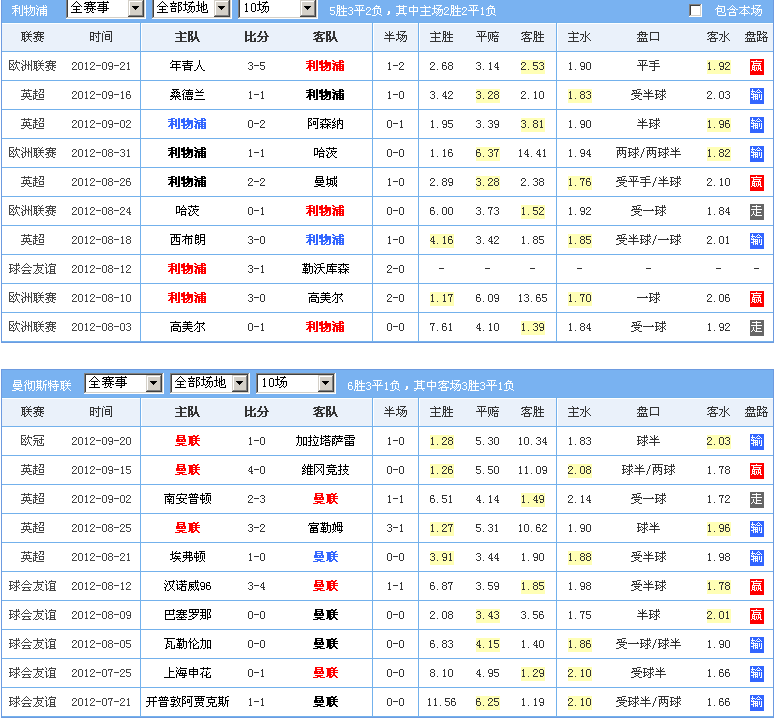 利物浦 全赛事 全部场地 10场 5胜3平2负，其中主场2胜2平1负 包含本场
联赛 时间 主队 比分 客队 半场 主胜 平赔 客胜 主水 盘口 客水 盘路
欧洲联赛 2012-09-21 年青人 3-5 利物浦 1-2 2.68 3.14 2.53 1.90 平手 1.92 赢
英超 2012-09-16 桑德兰 1-1 利物浦 1-0 3.42 3.28 2.10 1.83 受半球 2.03 输
英超 2012-09-02 利物浦 0-2 阿森纳 0-1 1.95 3.39 3.81 1.90 半球 1.96 输
欧洲联赛 2012-08-31 利物浦 1-1 哈茨 0-0 1.16 6.37 14.41 1.94 两球/两球半 1.82 输
英超 2012-08-26 利物浦 2-2 曼城 1-0 2.89 3.28 2.38 1.76 受平手/半球 2.10 赢
欧洲联赛 2012-08-24 哈茨 0-1 利物浦 0-0 6.00 3.73 1.52 1.92 受一球 1.84 走
英超 2012-08-18 西布朗 3-0 利物浦 1-0 4.16 3.42 1.85 1.85 受半球/一球 2.01 输
球会友谊 2012-08-12 利物浦 3-1 勒沃库森 2-0 - - - - - -
欧洲联赛 2012-08-10 利物浦 3-0 高美尔 2-0 1.17 6.09 13.65 1.70 一球 2.06 赢
欧洲联赛 2012-08-03 高美尔 0-1 利物浦 0-0 7.61 4.10 1.39 1.84 受一球 1.92 走
曼彻斯特联 全赛事 全部场地 10场 6胜3平1负，其中客场3胜3平1负
联赛 时间 主队 比分 客队 半场 主胜 平赔 客胜 主水 盘口 客水 盘路
欧冠 2012-09-20 曼联 1-0 加拉塔萨雷 1-0 1.28 5.30 10.34 1.83 球半 2.03 输
英超 2012-09-15 曼联 4-0 维冈竞技 0-0 1.26 5.50 11.09 2.08 球半/两球 1.78 赢
英超 2012-09-02 南安普顿 2-3 曼联 1-1 6.51 4.14 1.49 2.14 受一球 1.72 走
英超 2012-08-25 曼联 3-2 富勒姆 3-1 1.27 5.31 10.62 1.90 球半 1.96 输
英超 2012-08-21 埃弗顿 1-0 曼联 0-0 3.91 3.44 1.90 1.88 受半球 1.98 输
球会友谊 2012-08-12 汉诺威96 3-4 曼联 1-1 6.87 3.59 1.85 1.98 受半球 1.78 赢
球会友谊 2012-08-09 巴塞罗那 0-0 曼联 0-0 2.08 3.43 3.56 1.75 半球 2.01 赢
球会友谊 2012-08-05 瓦勒伦加 0-0 曼联 0-0 6.83 4.15 1.40 1.86 受一球/球半 1.90 输
球会友谊 2012-07-25 上海申花 0-1 曼联 0-0 8.10 4.95 1.29 2.10 受球半 1.66 输
球会友谊 2012-07-21 开普敦阿贾克斯 1-1 曼联 0-0 11.56 6.25 1.19 2.10 受球半/两球 1.66 输